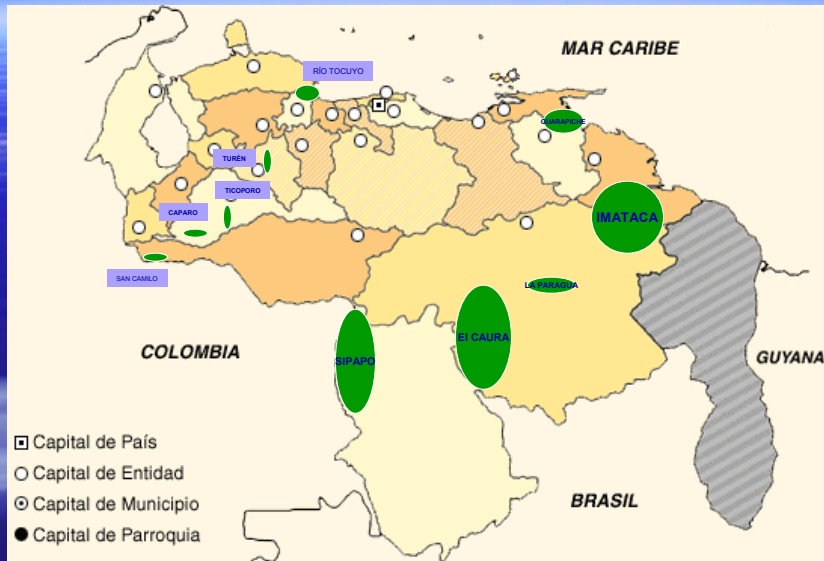 MAR CARIBE
RÍO TOCUYO
GUARAPICHE
TURÉN
TICOPORO
CAPARO
IMATACA
SAN CAMILO
LA PARAGUA
El CAURA
SIPAPO
COLOMBIA
GUYANA
Capital de País
Capital de Entidad
Capital de Municipio
Capital de Parroquia
BRASIL